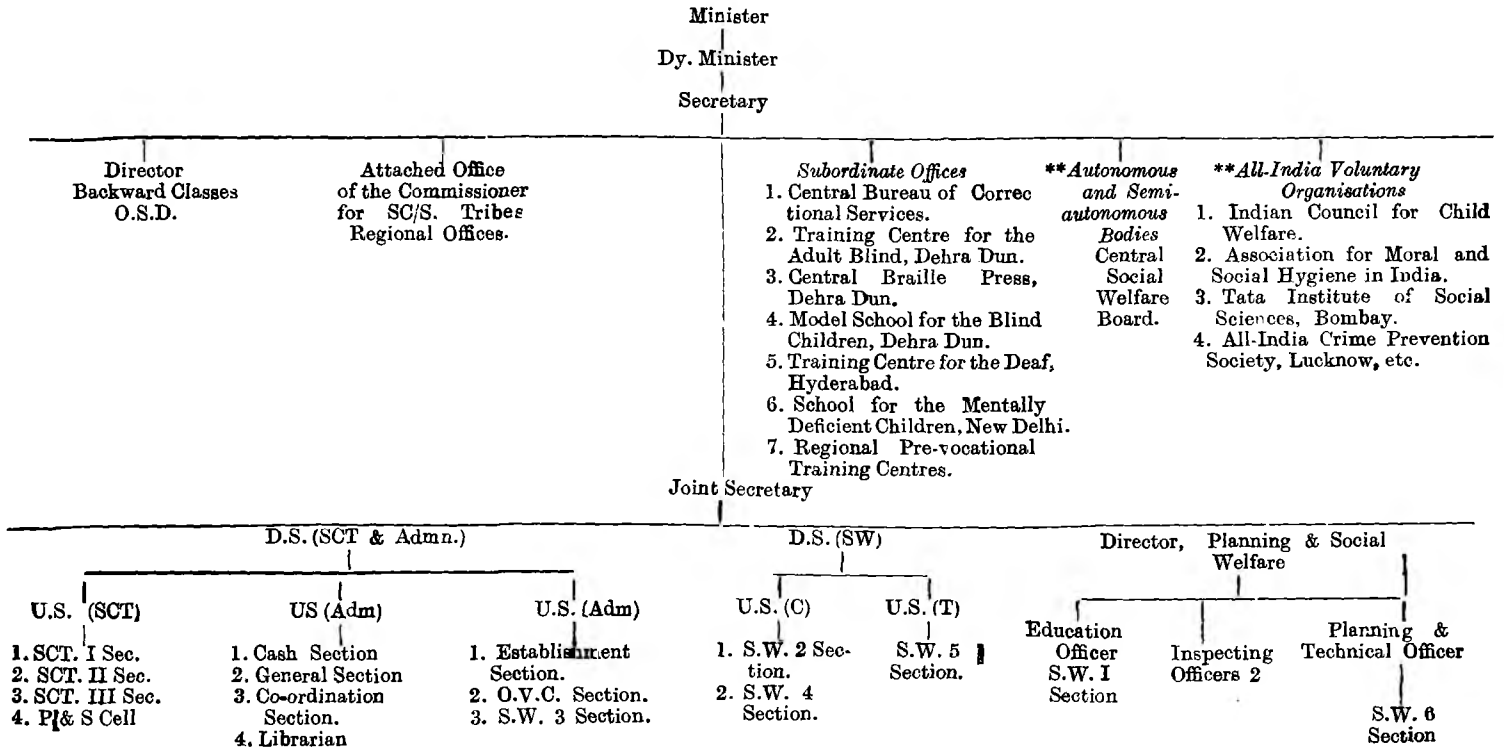 Minister
Dy. Minister
Secretary
Director
Backward Classes
O.S.D.
Attached Office
of the Commissioner
for SC/S. Tribes
Regional Offices.
Subordinate Offices
1. Central Bureau of Correc
tional Services.
2. Training Centre for the
Adult Blind, Dehra Dun.
3. Central Braille Press,
Dehra Dun.
4. Model School for the Blind
Children, Dehra Dun.
5. Training Centre for the Deaf,
Hyderabad.
6. School for the Mentally
Deficient Children, New Delhi.
7. Regional Pre-vocational
Training Centres.
**Autonomous
and Semi-
autonomous
Bodies
Central
Social
Welfare
Board.
**All-India Voluntary
Organisations
1. Indian Council for Child
Welfare.
2. Association for Moral and
Social Hygiene in India.
3. Tata Institute of Social
Sciences, Bombay.
4. All-India Crime Prevention
Society, Lucknow, etc.
Joint Secretary
D.S. (SCT & Admn.)
D.S. (SW)
Director, Planning & Social
Welfare
U.S. (SCT)
1. SCT. I Sec.
2. SCT. II Sec.
3. SCT. III Sec.
4. P & S Cell
US (Adm)
1. Cash Section
2. General Section
3. Co-ordination
Section.
4. Librarian
U.S. (Adm)
1. Establishment
Section.
2. O.V.C. Section.
3. S.W. 3 Section.
U.S. (C)
1. S.W. 2 Sec-
tion.
2. S.W. 4
Section.
U.S. (T)
S.W. 5
Section.
Education
Officer
S.W. I
Section
Inspecting
Officers 2
Planning &
Technical Officer
S.W. 6
Section